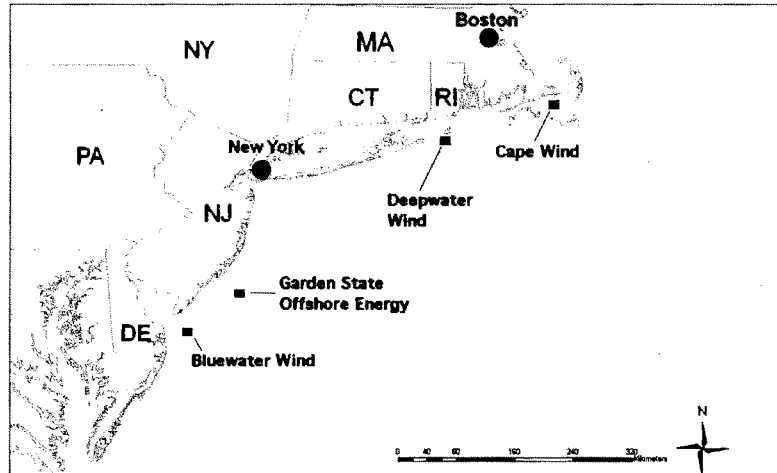 Boston
NY
MA
CT
RI
New York
Cape Wind
PA
Deepwater
Wind
NJ
Garden State
Offshore Energy
DE
Bluewater Wind
N
0 40 80 160 240 320
Kilometers